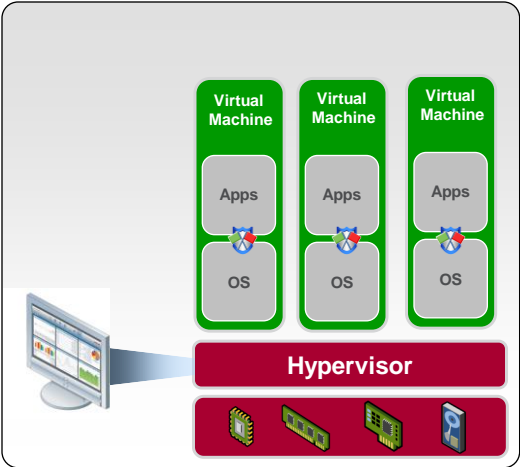 Virtual
Machine
Virtual
Machine
Virtual
Machine
Apps
Apps
Apps
OS
OS
OS
Hypervisor